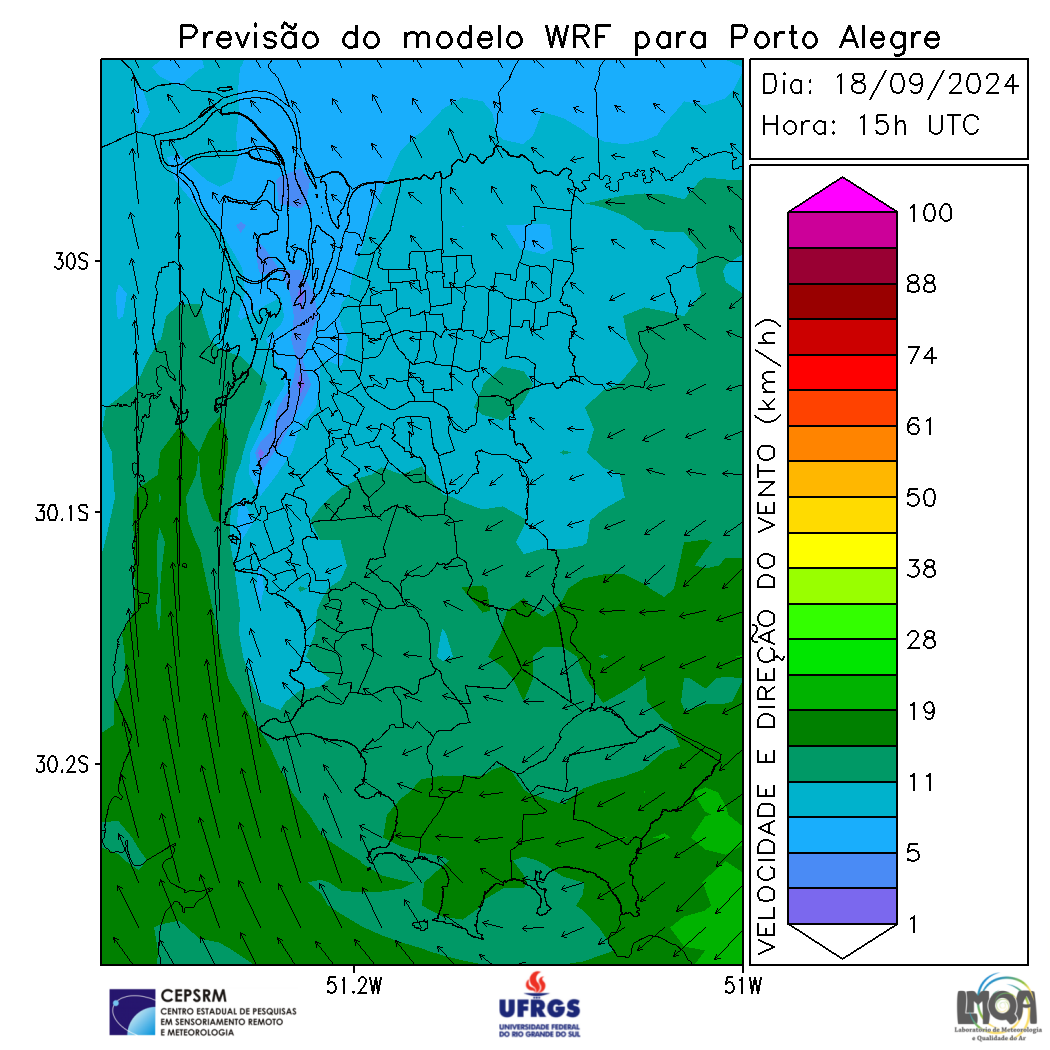 Previsão do modelo WRF para Porto Alegre
Dia: 18/09/2024
Hora: 15h UTC
30S
30.1S
30.2S
51.2W
51W
VELOCIDADE E DIREÇÃO DO VENTO (km/h)
100
88
74
61
50
38
28
19
11
5
1
CEPSRM
CENTRO ESTADUAL DE PESQUISAS
EM SENSORIAMENTO REMOTO
E METEOROLOGIA
UFRGS
UNIVERSIDADE FEDERAL
DO RIO GRANDE DO SUL
LMQA
Laboratório de Meteorologia
e Qualidade do Ar